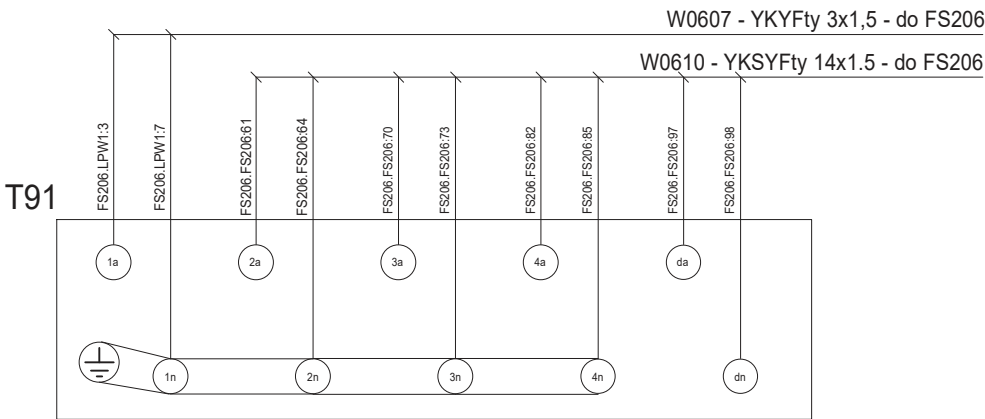 W0607 - YKYFty 3x1,5 - do FS206
W0610 - YKSYFty 14x1.5 - do FS206
FS206.LPW1:3
FS206.LPW1:7
FS206.FS206:61
FS206.FS206:64
FS206.FS206:70
FS206.FS206:73
FS206.FS206:82
FS206.FS206:85
FS206.FS206:97
FS206.FS206:98
T91
1a
2a
3a
4a
da
1n
2n
3n
4n
dn